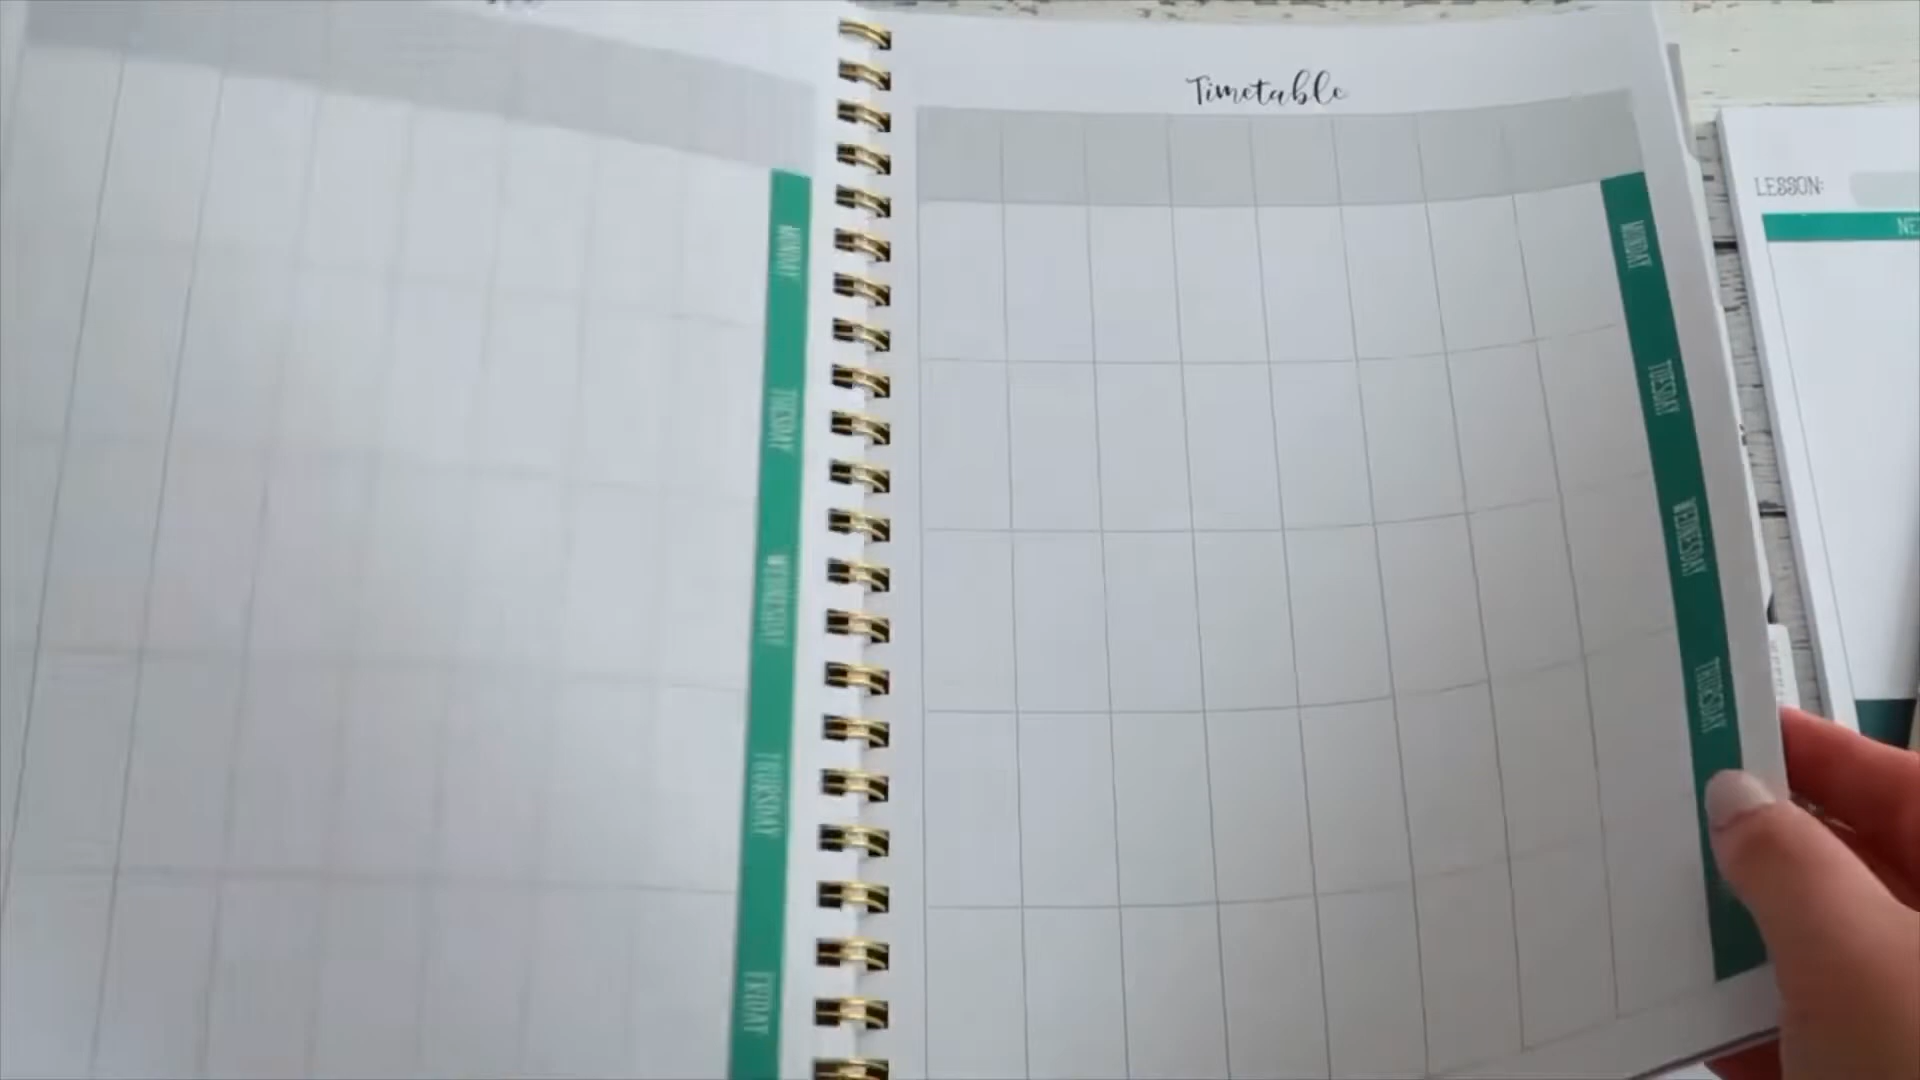 MONDAY
TUESDAY
WEDNESDAY
THURSDAY
FRIDAY
Timetable
MONDAY
TUESDAY
WEDNESDAY
THURSDAY
LESSON: